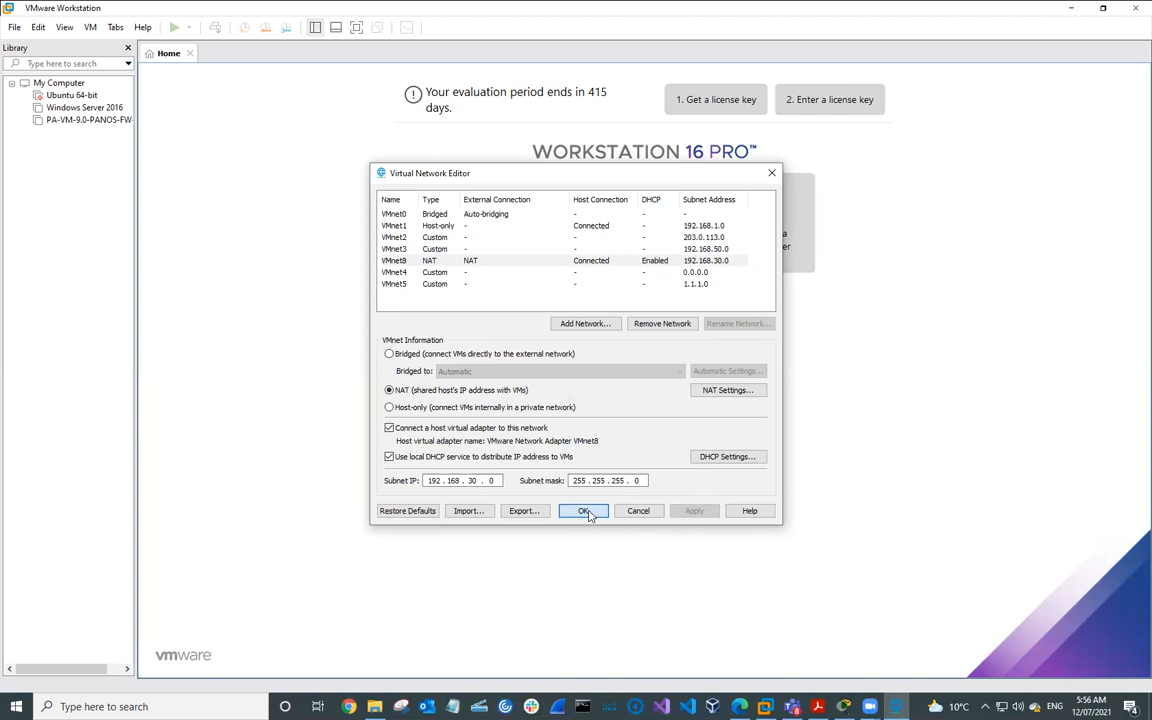 VMware Workstation
File Edit View VM Tabs Help
Library
Type here to search
My Computer
Ubuntu 64-bit
Windows Server 2016
PA-VM-9.0-PANOS-FW-
Home
Your evaluation period ends in 415
days.
1. Get a license key
2. Enter a license key
WORKSTATION 16 PRO™
Virtual Network Editor
Name Type External Connection Host Connection DHCP Subnet Address
VMnet0 Bridged Auto-bridging - - -
VMnet1 Host-only - Connected - 192.168.1.0
VMnet2 Custom - - - 203.0.113.0
VMnet3 Custom - - - 192.168.50.0
VMnet8 NAT NAT Connected Enabled 192.168.30.0
VMnet4 Custom - - - 0.0.0.0
VMnet5 Custom - - - 1.1.1.0
Add Network... Remove Network Rename Network...
VMnet Information
Bridged (connect VMs directly to the external network)
Bridged to: Automatic Automatic Settings...
NAT (shared host's IP address with VMs) NAT Settings...
Host-only (connect VMs internally in a private network)
Connect a host virtual adapter to this network
Host virtual adapter name: VMware Network Adapter VMnet8
Use local DHCP service to distribute IP address to VMs DHCP Settings...
Subnet IP: 192 . 168 . 30 . 0 Subnet mask: 255 . 255 . 255 . 0
Restore Defaults Import... Export... OK Cancel Apply Help
a
er
vmware
Type here to search
10°C
5:56 AM
12/07/2021